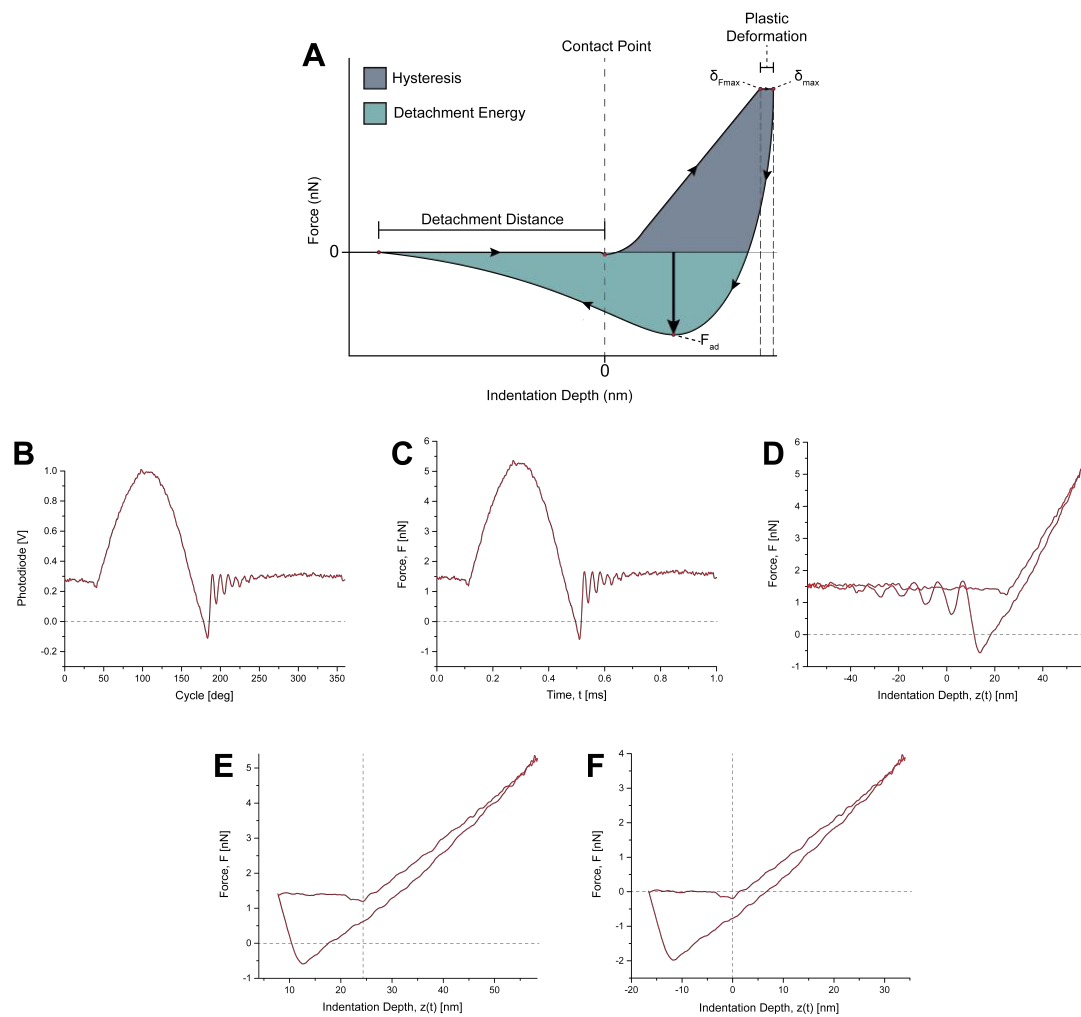 A
Plastic
Deformation
Contact Point
δFmax
δmax
Hysteresis
Detachment Energy
Detachment Distance
Force (nN)
0
Fad
0
Indentation Depth (nm)
B
1.0
0.8
0.6
0.4
0.2
0.0
-0.2
Photodiode [V]
0 50 100 150 200 250 300 350
Cycle [deg]
C
6
5
4
3
2
1
0
-1
Force, F [nN]
0.0 0.2 0.4 0.6 0.8 1.0
Time, t [ms]
D
6
5
4
3
2
1
0
-1
Force, F [nN]
-40 -20 0 20 40
Indentation Depth, z(t) [nm]
E
5
4
3
2
1
0
-1
Force, F [nN]
10 20 30 40 50
Indentation Depth, z(t) [nm]
F
4
3
2
1
0
-1
-2
Force, F [nN]
-20 -10 0 10 20 30
Indentation Depth, z(t) [nm]